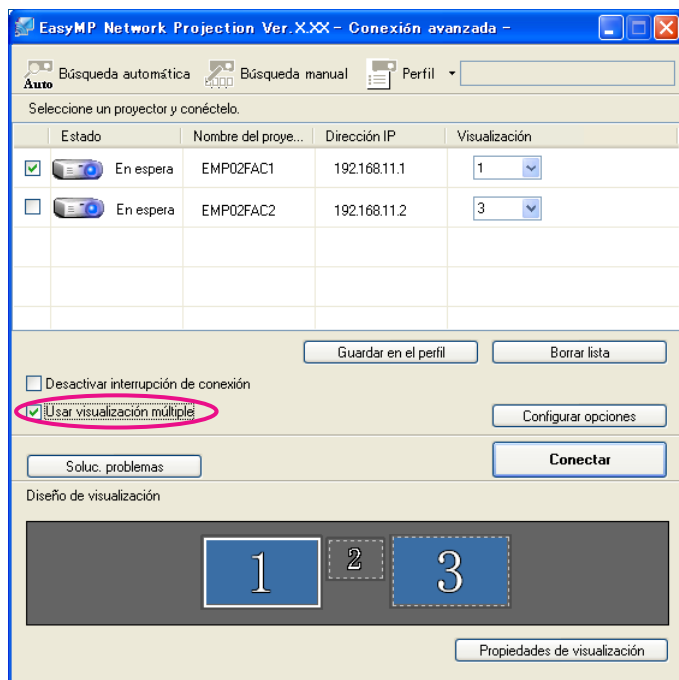 EasyMP Network Projection Ver.X.XX - Conexión avanzada -
Auto Búsqueda automática Búsqueda manual Perfil
Seleccione un proyector y conéctelo.
Estado Nombre del proye... Dirección IP Visualización
En espera EMP02FAC1 192.168.11.1 1
En espera EMP02FAC2 192.168.11.2 3
Guardar en el perfil Borrar lista
Desactivar interrupción de conexión
Usar visualización múltiple Configurar opciones
Soluc. problemas Conectar
Diseño de visualización
1 2 3
Propiedades de visualización